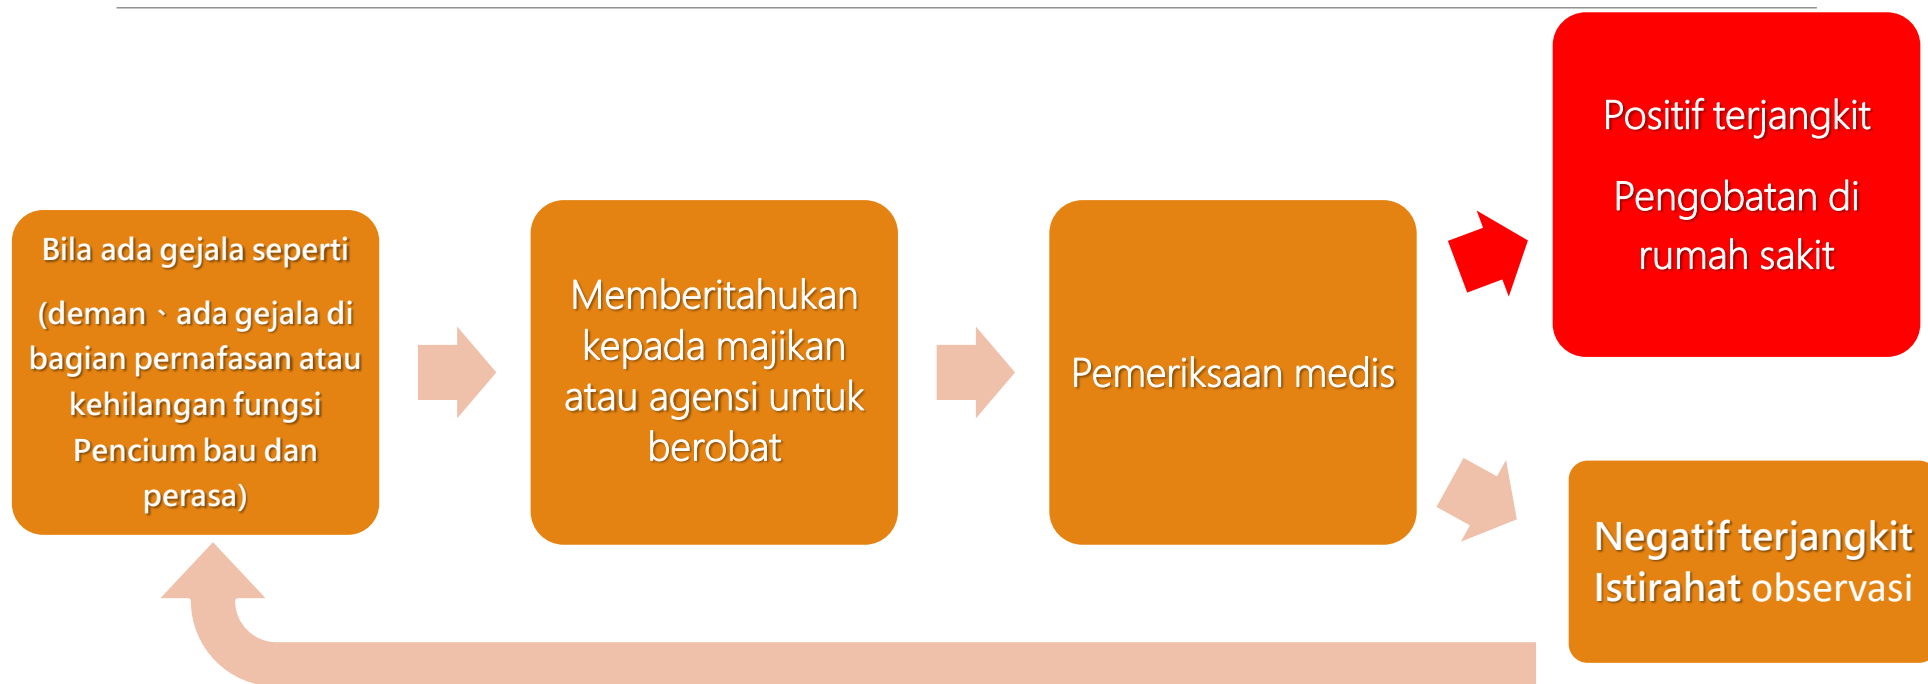 Bila ada gejala seperti
(deman、ada gejala di
bagian pernafasan atau
kehilangan fungsi
Pencium bau dan
perasa)
Memberitahukan
kepada majikan
atau agensi untuk
berobat
Pemeriksaan medis
Positif terjangkit
Pengobatan di
rumah sakit
Negatif terjangkit
Istirahat observasi